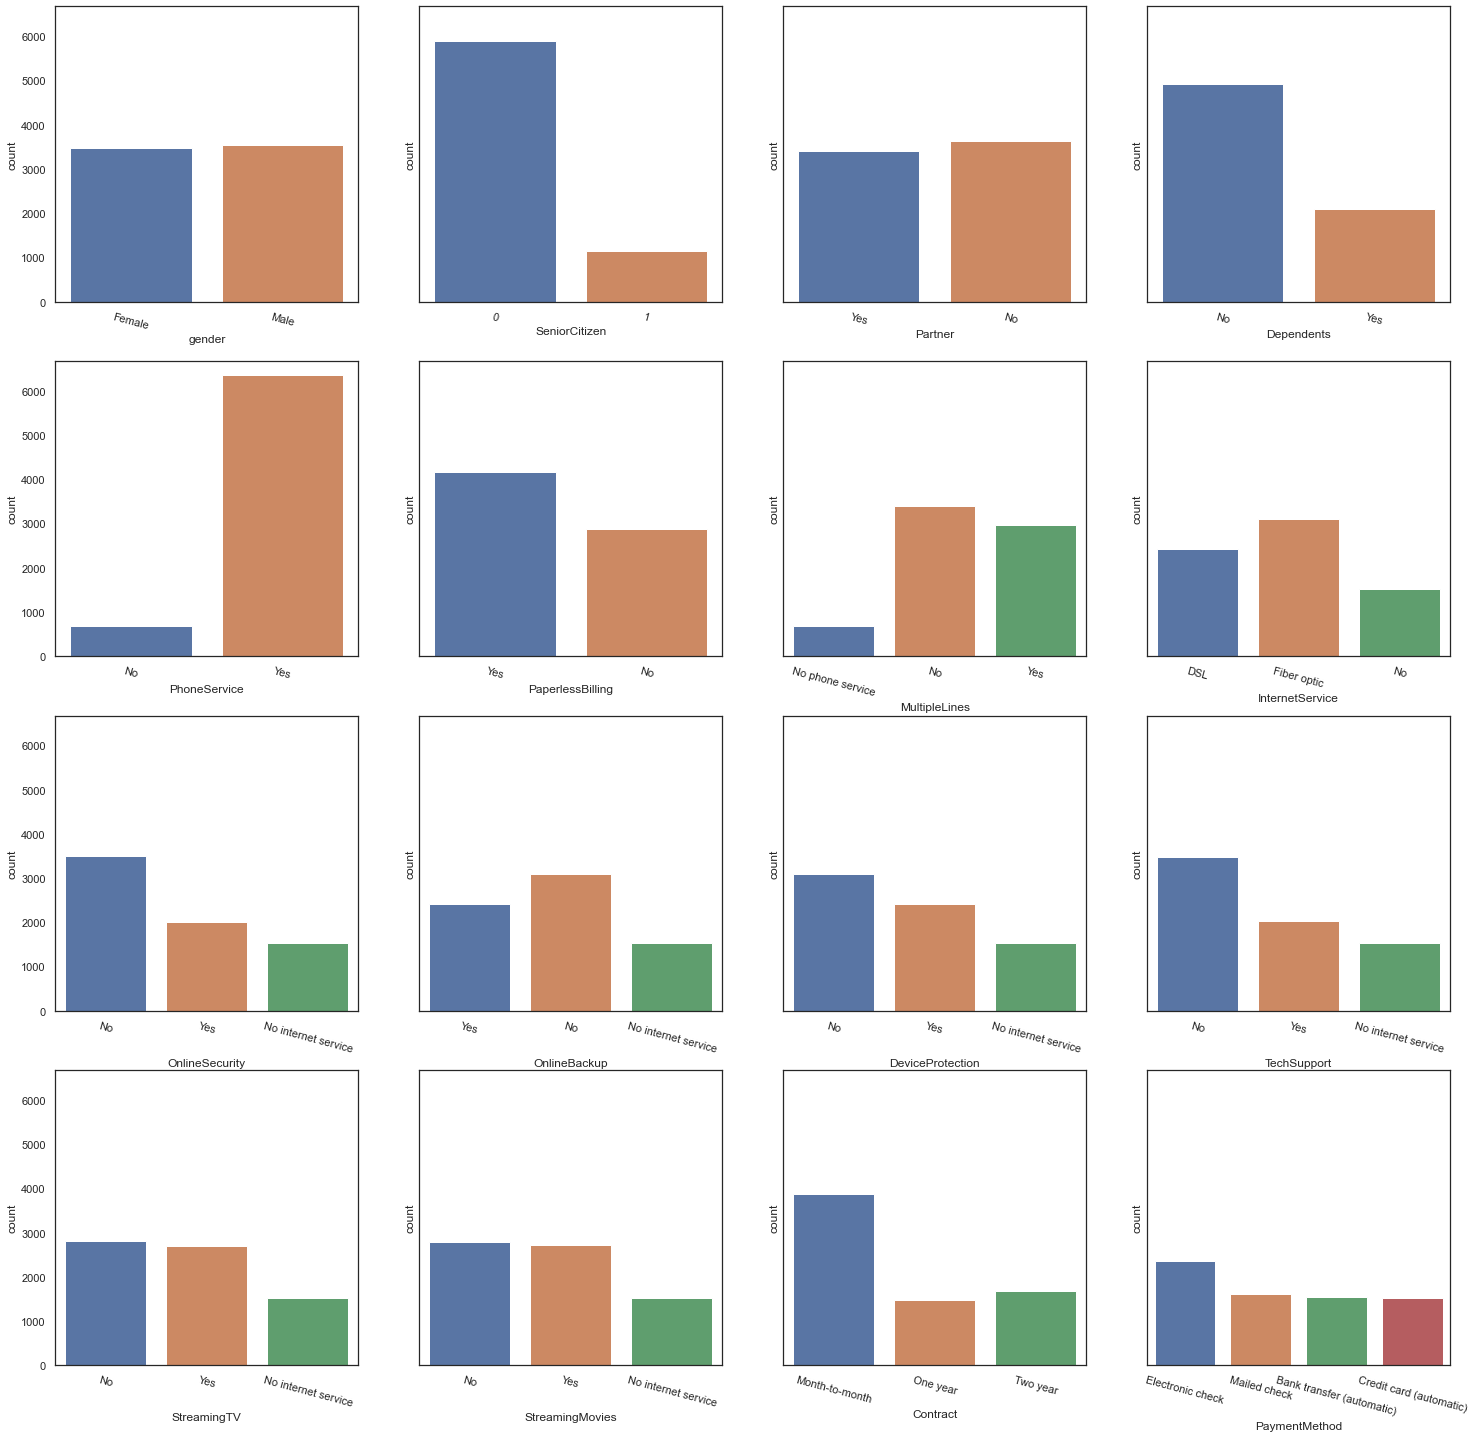 6000
5000
4000
3000
2000
1000
0
count
Female
Male
gender
count
0
1
SeniorCitizen
count
Yes
No
Partner
count
No
Yes
Dependents
6000
5000
4000
3000
2000
1000
0
count
No
Yes
PhoneService
count
Yes
No
PaperlessBilling
count
No phone service
No
Yes
MultipleLines
count
DSL
Fiber optic
No
InternetService
6000
5000
4000
3000
2000
1000
0
count
No
Yes
No internet service
OnlineSecurity
count
Yes
No
No internet service
OnlineBackup
count
No
Yes
No internet service
DeviceProtection
count
No
Yes
No internet service
TechSupport
6000
5000
4000
3000
2000
1000
0
count
No
Yes
No internet service
StreamingTV
count
No
Yes
No internet service
StreamingMovies
count
Month-to-month
One year
Two year
Contract
count
Electronic check
Mailed check
Bank transfer (automatic)
Credit card (automatic)
PaymentMethod